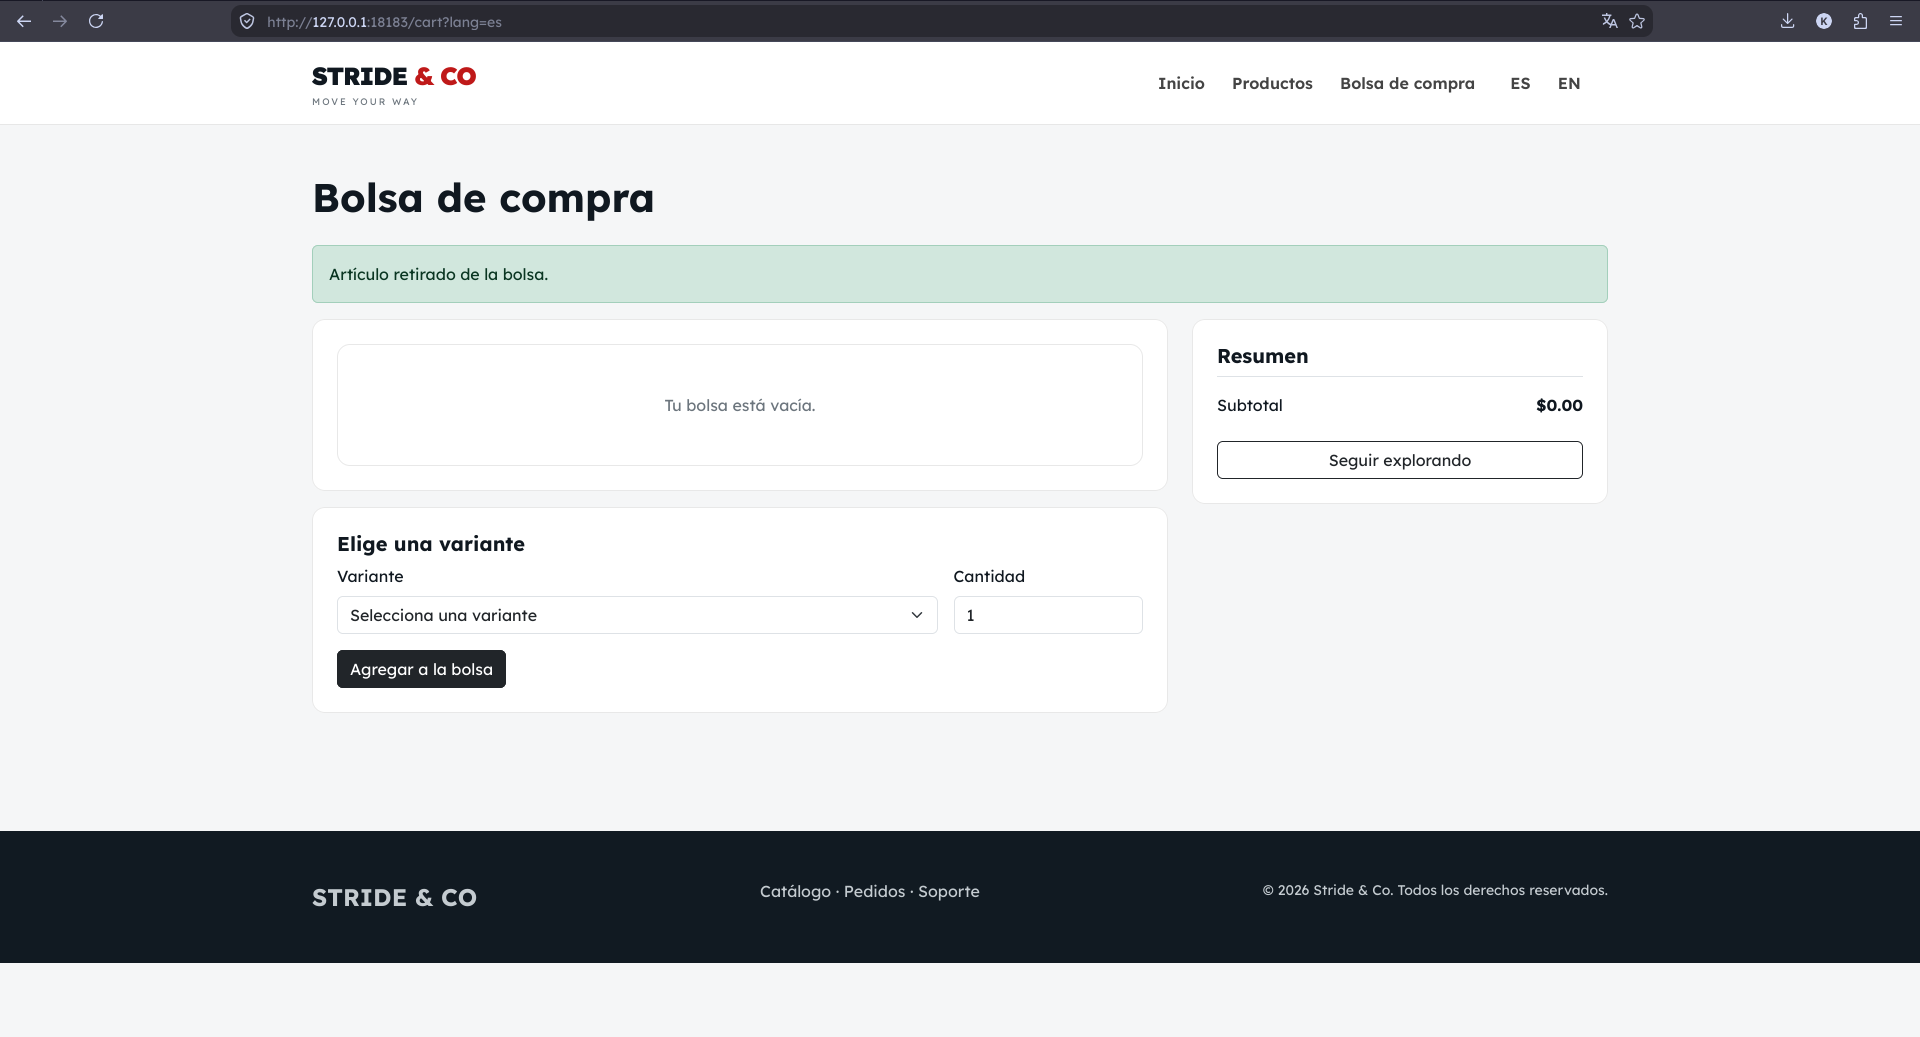 http://127.0.0.1:18183/cart?lang=es
K
STRIDE & CO
MOVE YOUR WAY
Inicio
Productos
Bolsa de compra
ES
EN
Bolsa de compra
Artículo retirado de la bolsa.
Tu bolsa está vacía.
Resumen
Subtotal
$0.00
Seguir explorando
Elige una variante
Variante
Cantidad
Selecciona una variante
1
Agregar a la bolsa
STRIDE & CO
Catálogo · Pedidos · Soporte
© 2026 Stride & Co. Todos los derechos reservados.